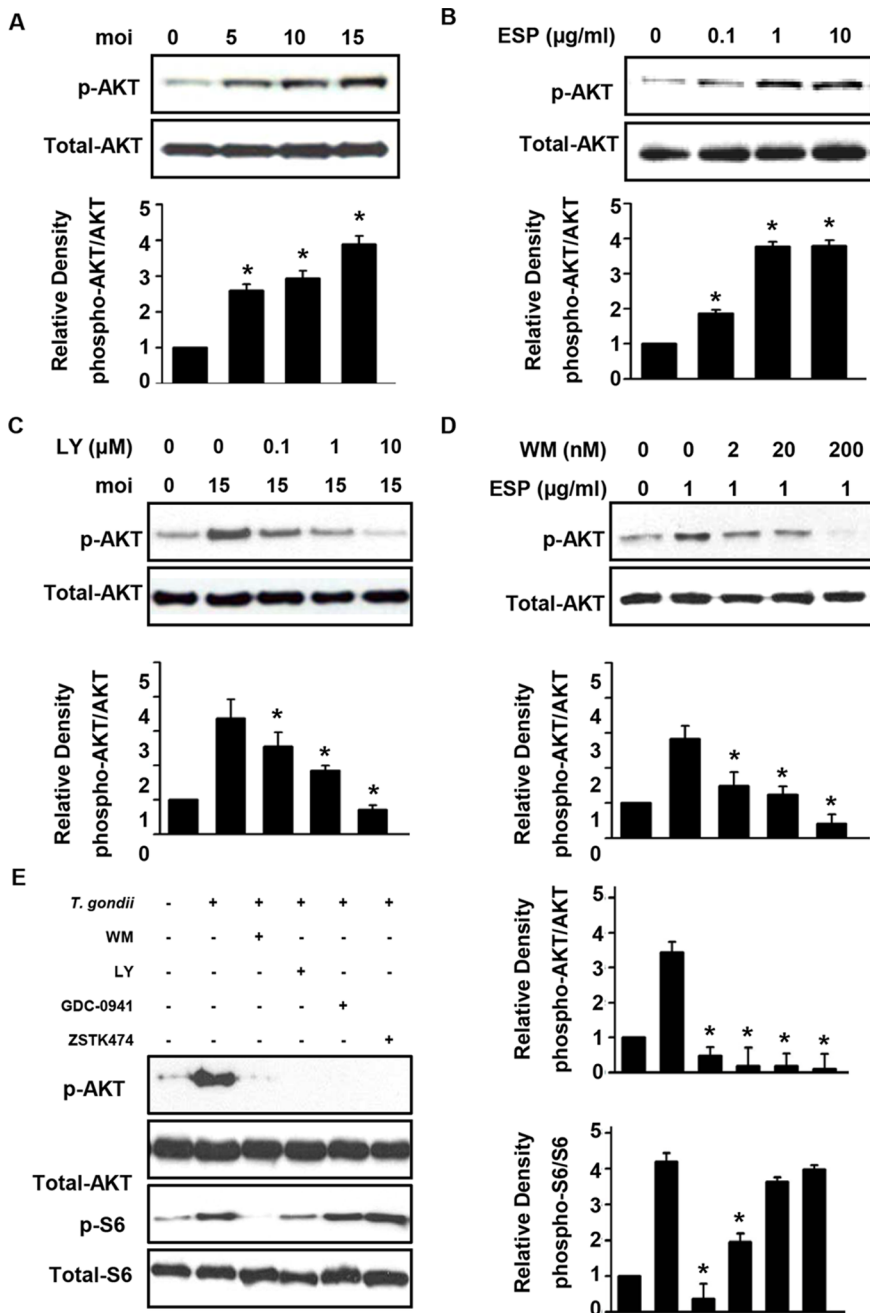 A
moi 0 5 10 15
p-AKT
Total-AKT
Relative Density
phospho-AKT/AKT
5
4
3
2
1
0
* * *
B
ESP (µg/ml) 0 0.1 1 10
p-AKT
Total-AKT
Relative Density
phospho-AKT/AKT
5
4
3
2
1
0
* * *
C
LY (µM) 0 0 0.1 1 10
moi 0 15 15 15 15
p-AKT
Total-AKT
Relative Density
phospho-AKT/AKT
5
4
3
2
1
0
* * *
D
WM (nM) 0 0 2 20 200
ESP (µg/ml) 0 1 1 1 1
p-AKT
Total-AKT
Relative Density
phospho-AKT/AKT
5
4
3
2
1
0
* * *
E
T. gondii - + + + + +
WM - - + - - -
LY - - - + - -
GDC-0941 - - - - + -
ZSTK474 - - - - - +
p-AKT
Total-AKT
p-S6
Total-S6
Relative Density
phospho-AKT/AKT
5
4
3
2
1
0
* * * *
Relative Density
phospho-S6/S6
5
4
3
2
1
0
* *